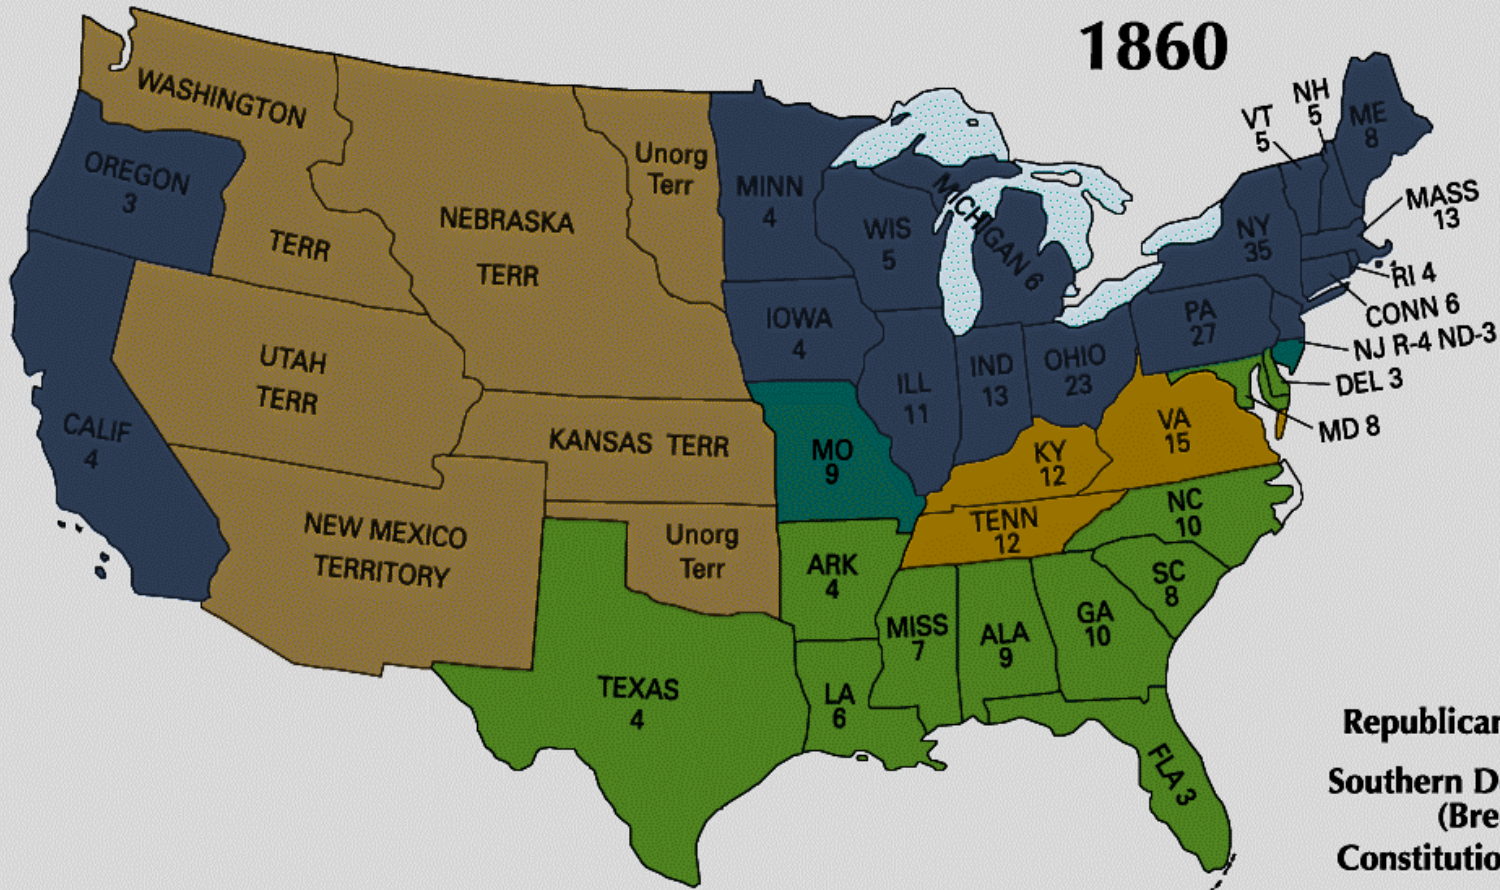 1860
WASHINGTON
TERR
OREGON
3
NEBRASKA
TERR
Unorg
Terr
MINN
4
WIS
5
MICHIGAN 6
VT
5
NH
5
ME
8
MASS
13
NY
35
RI 4
CONN 6
NJ R-4 ND-3
DEL 3
MD 8
PA
27
IOWA
4
ILL
11
IND
13
OHIO
23
UTAH
TERR
CALIF
4
KANSAS TERR
MO
9
KY
12
VA
15
NEW MEXICO
TERRITORY
Unorg
Terr
TENN
12
NC
10
ARK
4
SC
8
MISS
7
ALA
9
GA
10
TEXAS
4
LA
6
FLA 3
Republican
Southern D
(Bre
Constitutio